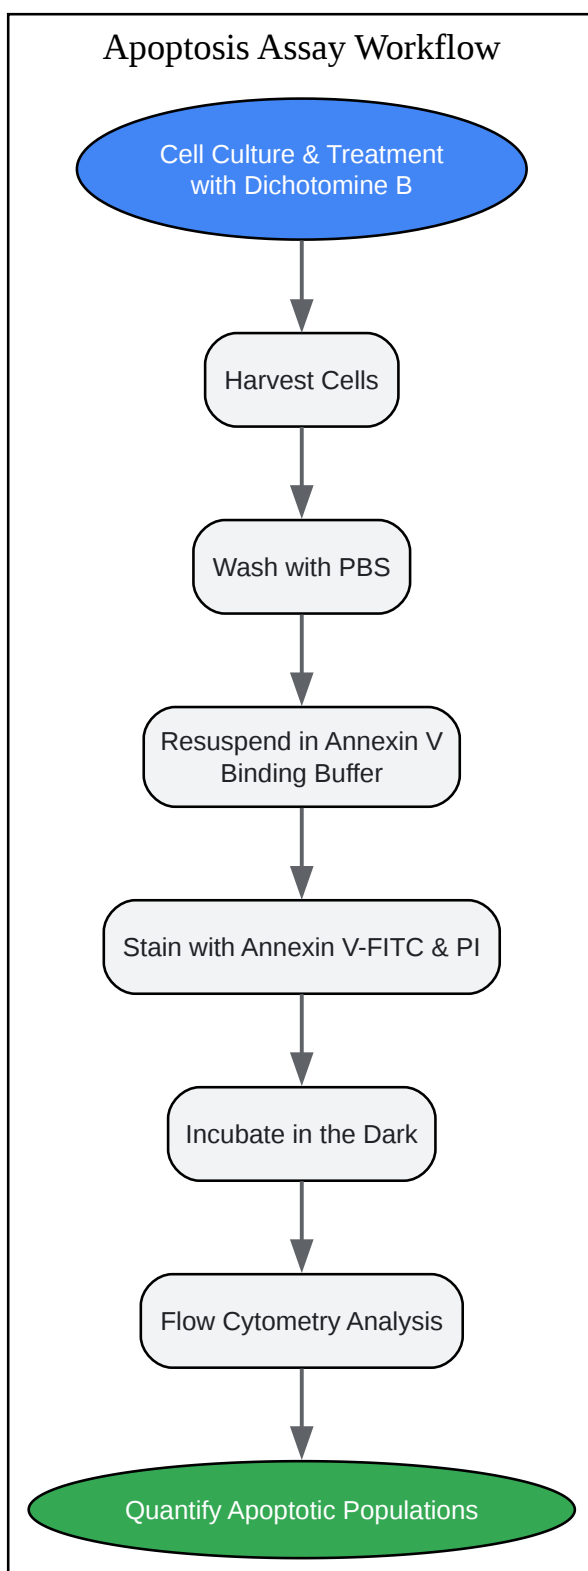 Apoptosis Assay Workflow
Cell Culture & Treatment
with Dichotomine B
Harvest Cells
Wash with PBS
Resuspend in Annexin V
Binding Buffer
Stain with Annexin V-FITC & PI
Incubate in the Dark
Flow Cytometry Analysis
Quantify Apoptotic Populations